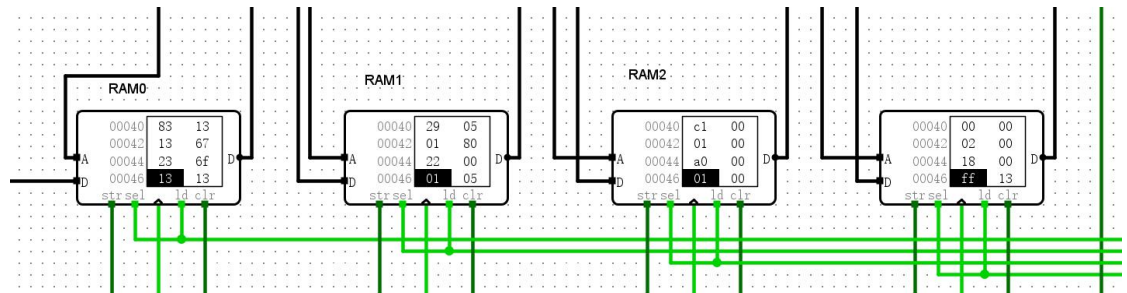 RAM0
00040 83 13
00042 13 67
00044 23 6f
00046 13 13
A
D
D
str sel ld clr
RAM1
00040 29 05
00042 01 80
00044 22 00
00046 01 05
A
D
D
str sel ld clr
RAM2
00040 c1 00
00042 01 00
00044 a0 00
00046 01 00
A
D
D
str sel ld clr
00040 00 00
00042 02 00
00044 18 00
00046 ff 13
A
D
D
str sel ld clr